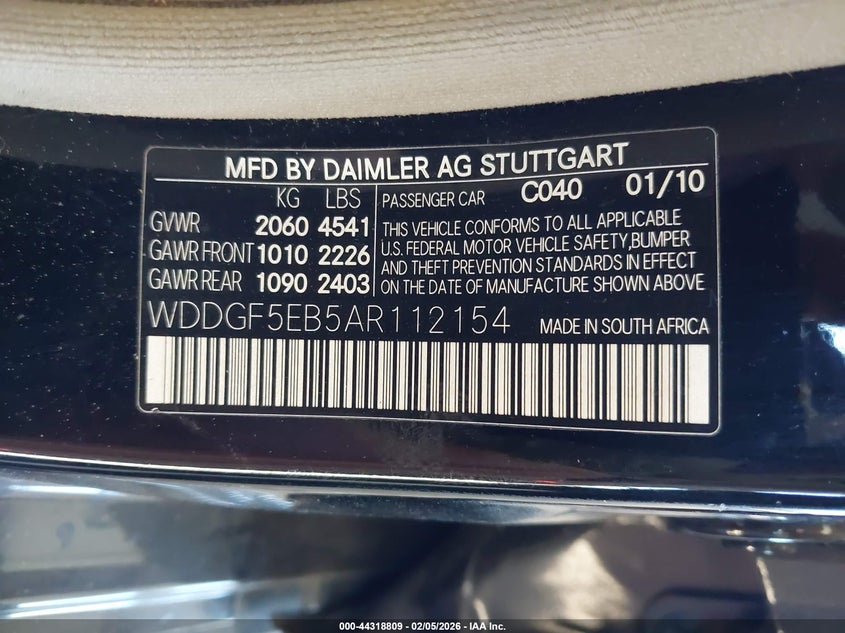 MFD BY DAIMLER AG STUTTGART
KG LBS
GVWR 2060 4541
GAWR FRONT 1010 2226
GAWR REAR 1090 2403
PASSENGER CAR C040 01/10
THIS VEHICLE CONFORMS TO ALL APPLICABLE
U.S. FEDERAL MOTOR VEHICLE SAFETY,BUMPER
AND THEFT PREVENTION STANDARDS IN EFFECT
ON THE DATE OF MANUFACTURE SHOWN ABOVE
WDDGF5EB5AR112154 MADE IN SOUTH AFRICA
000-44318809 - 02/05/2026 - IAA Inc.